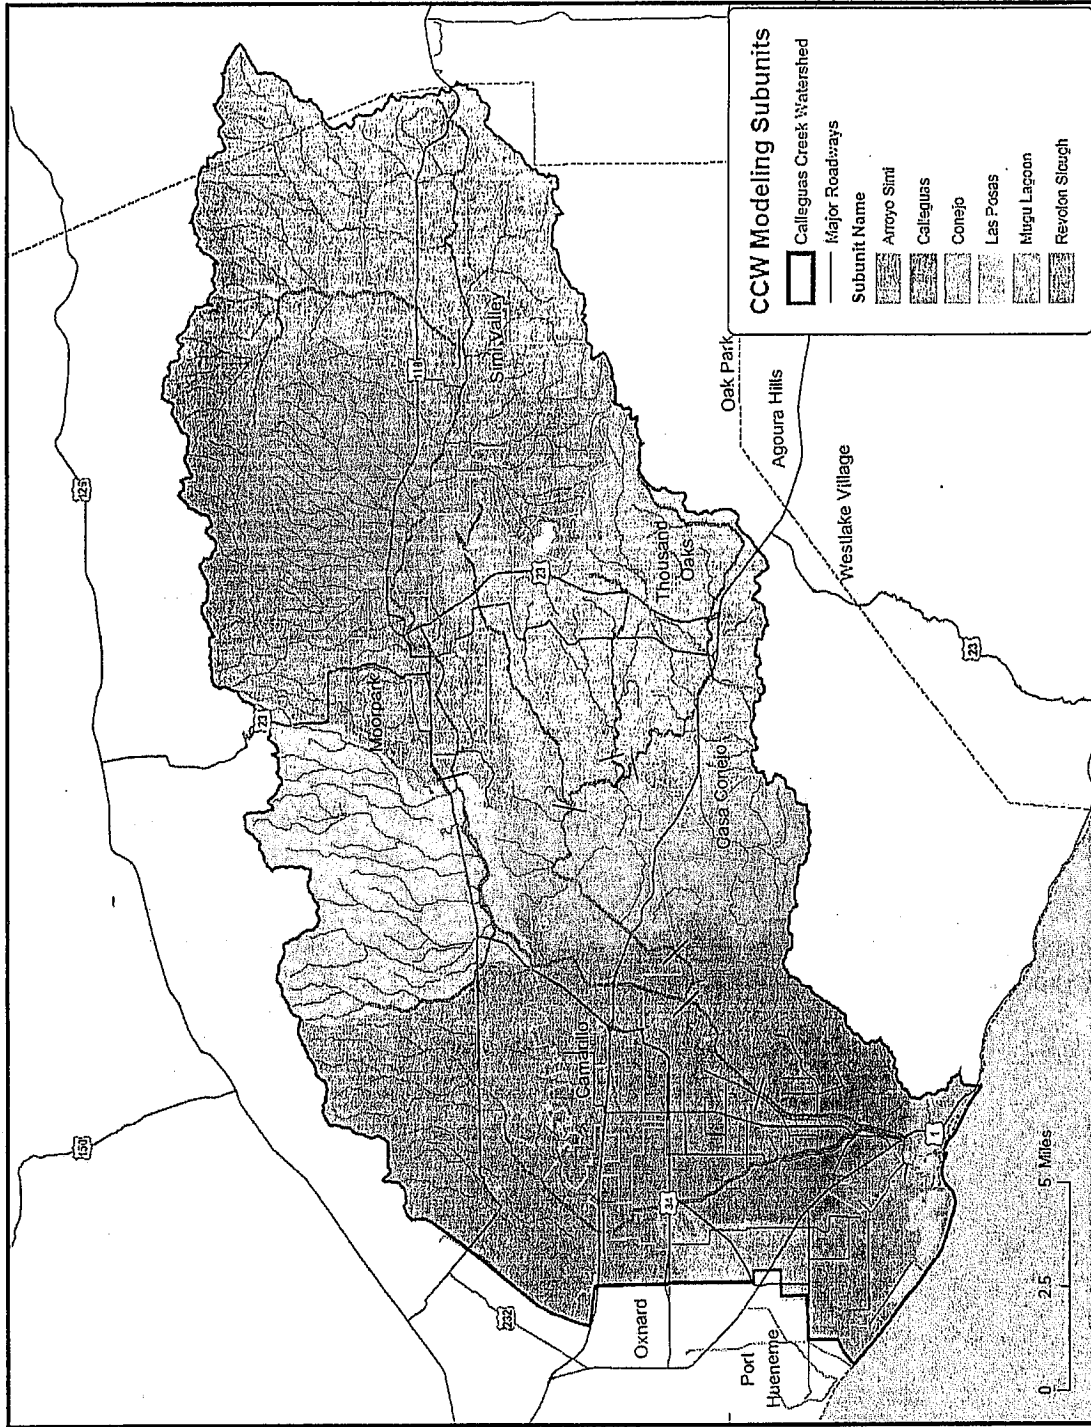 CCW Modeling Subunits
Calleguas Creek Watershed
Major Roadways
Subunit Name
Arroyo Simi
Calleguas
Conejo
Las Posas
Mugu Lagoon
Revolon Slough
126
150
118
23
23
23
232
34
1
Simi Valley
Moorpark
Thousand
Oaks
Oak Park
Agoura Hills
Westlake Village
Casa Conejo
Camarillo
Oxnard
Port
Hueneme
0 2.5 5 Miles